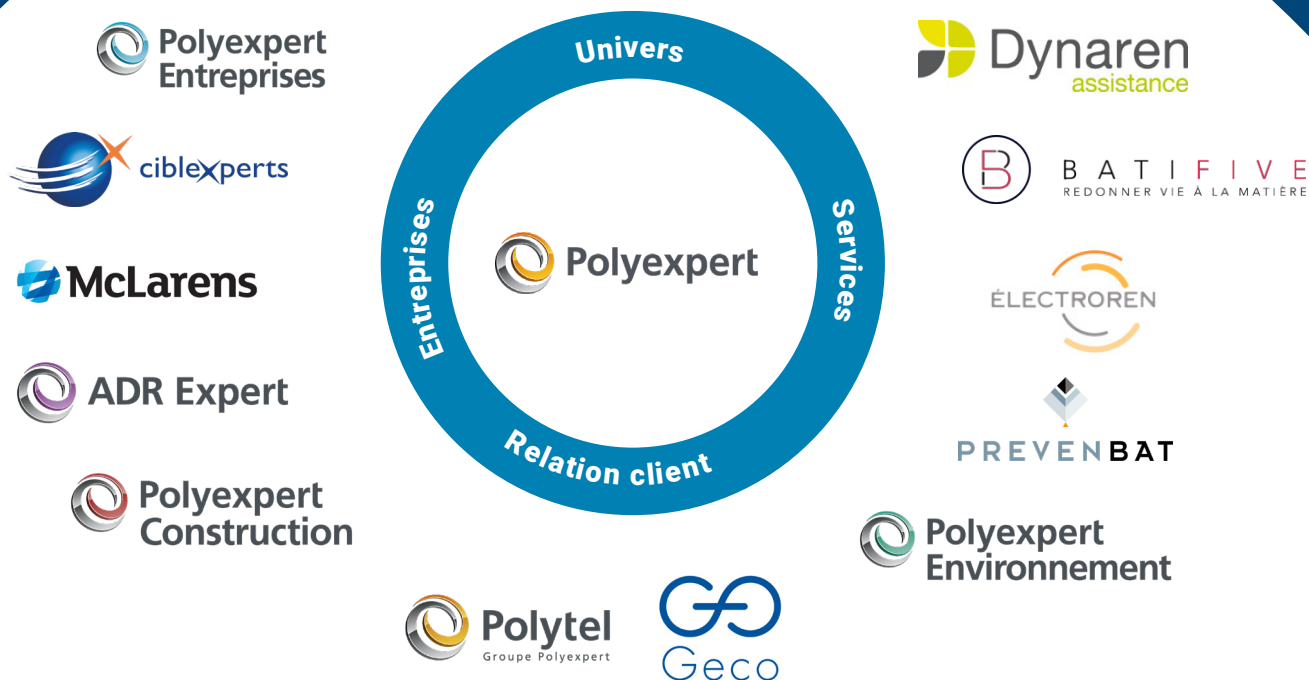 Polyexpert
Entreprises
ciblexperts
McLarens
ADR Expert
Polyexpert
Construction
Univers
Entreprises
Services
Relation client
Polyexpert
Dynaren
assistance
B
BATIFIVE
REDONNER VIE À LA MATIÈRE
ÉLECTROREN
PREVENBAT
Polyexpert
Environnement
Polytel
Groupe Polyexpert
Geco